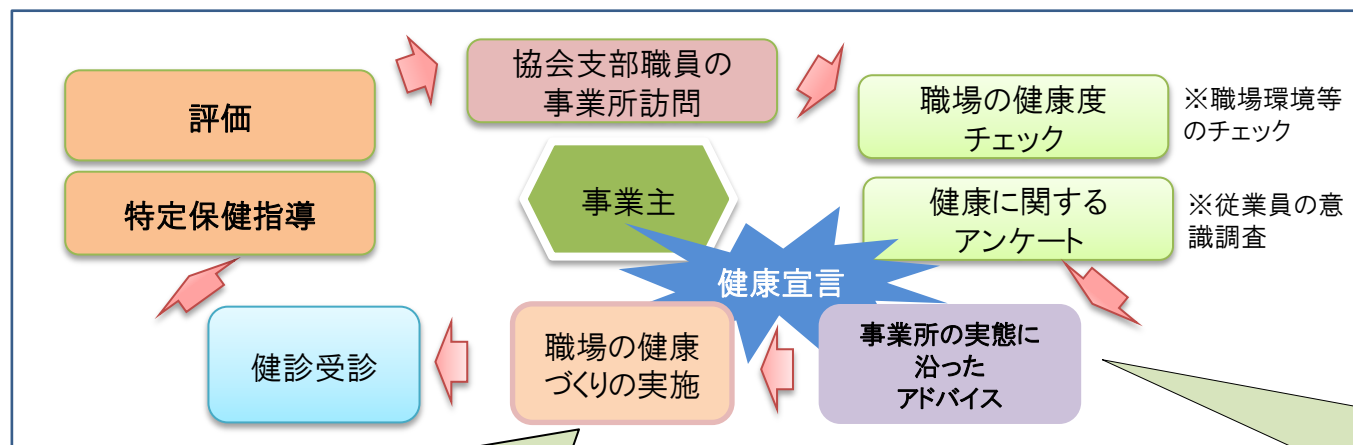 協会支部職員の
事業所訪問
職場の健康度
チェック
※職場環境等
のチェック
健康に関する
アンケート
※従業員の意
識調査
事業主
健康宣言
事業所の実態に
沿った
アドバイス
職場の健康
づくりの実施
健診受診
特定保健指導
評価